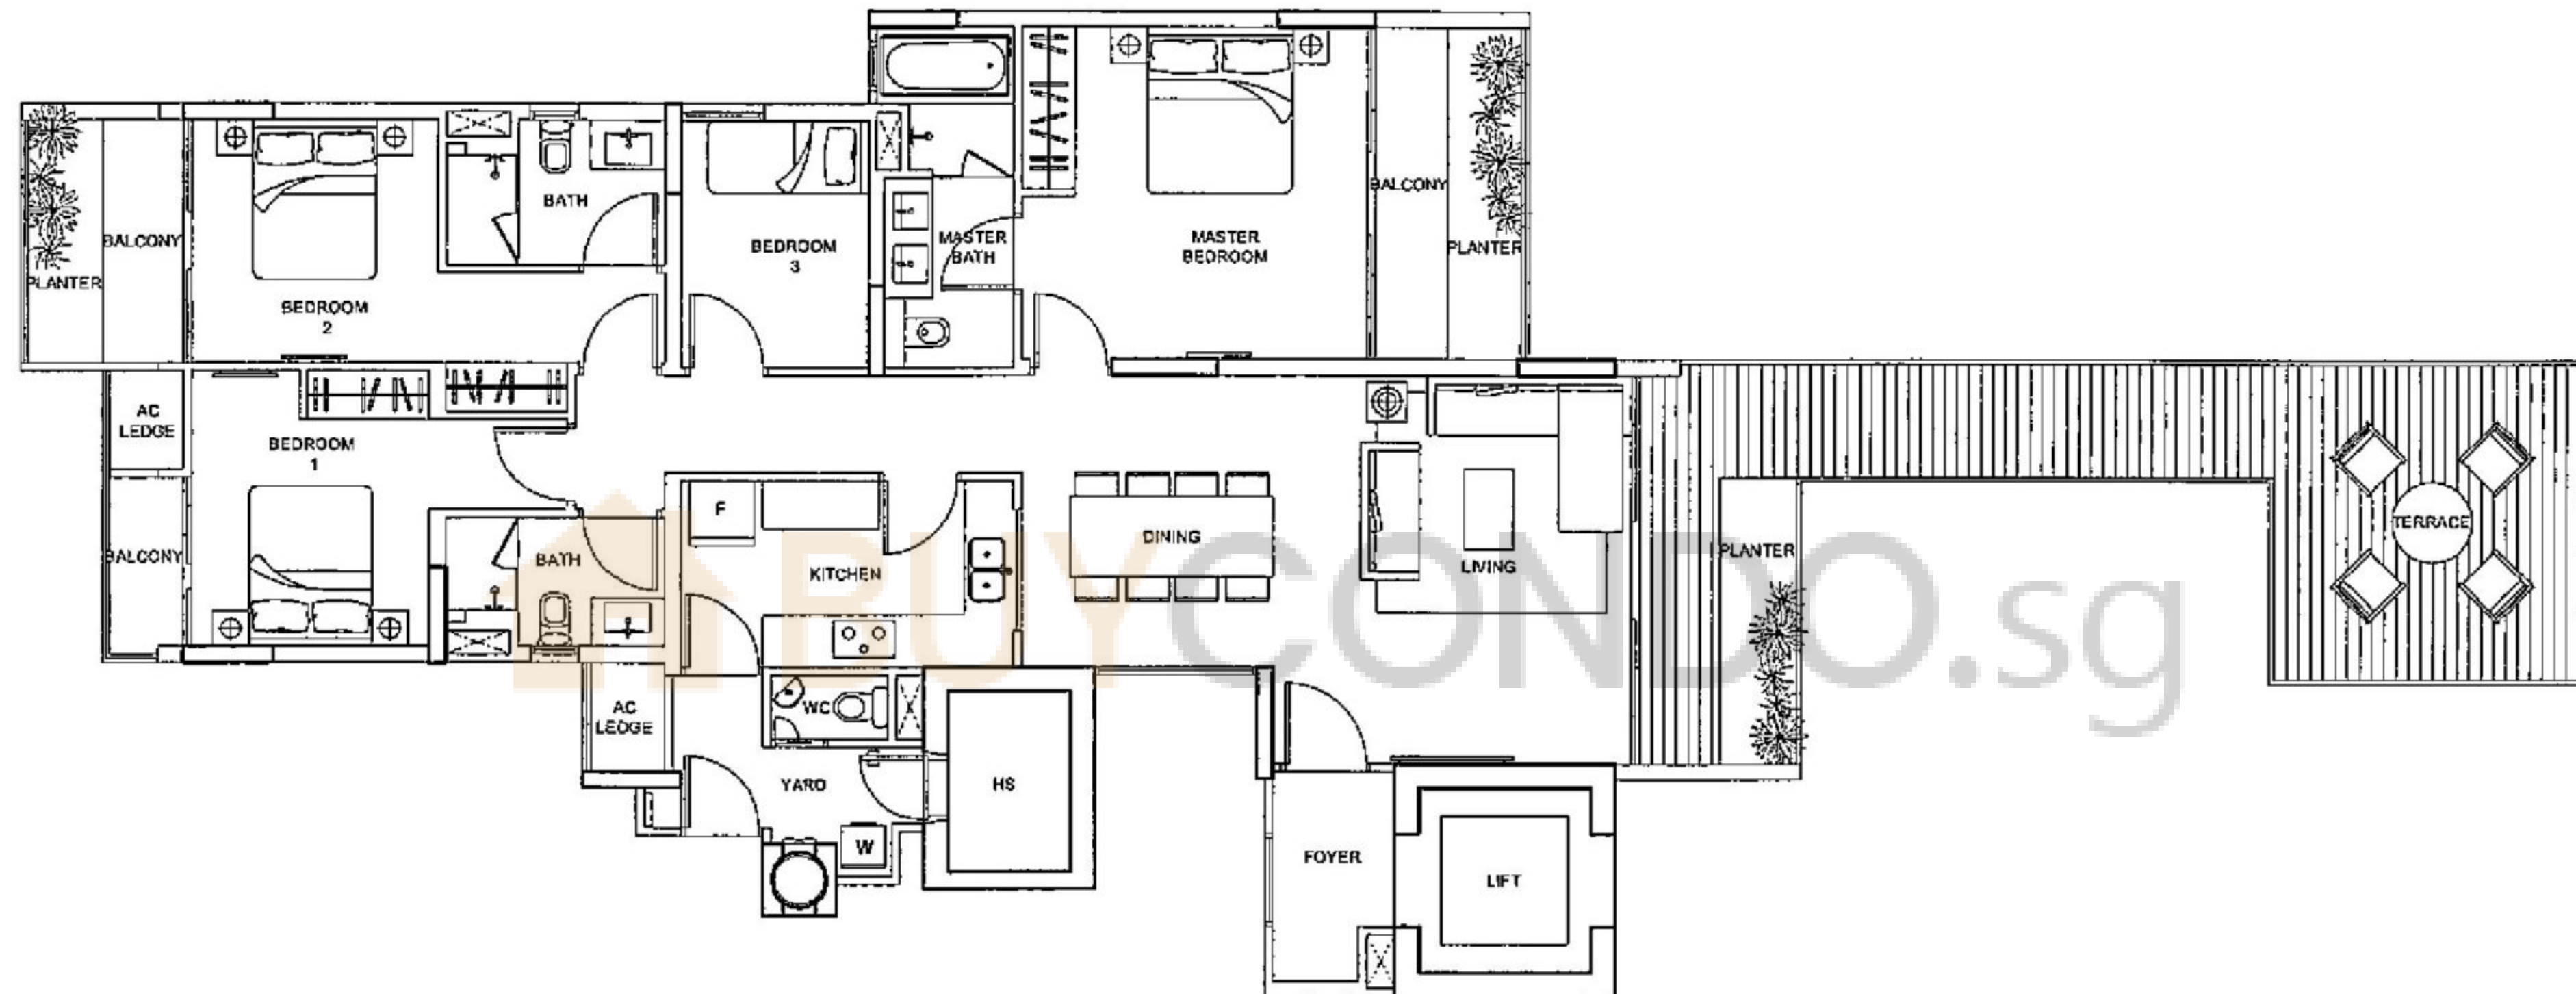 BALCONY
PLANTER
BEDROOM
2
BATH
BEDROOM
3
MASTER
BATH
MASTER
BEDROOM
BALCONY
PLANTER
AC
LEDGE
BEDROOM
1
BALCONY
BATH
F
KITCHEN
DINING
LIVING
PLANTER
TERRACE
BUYCONDO.sg
AC
LEDGE
WC
YARD
HS
W
FOYER
LIFT